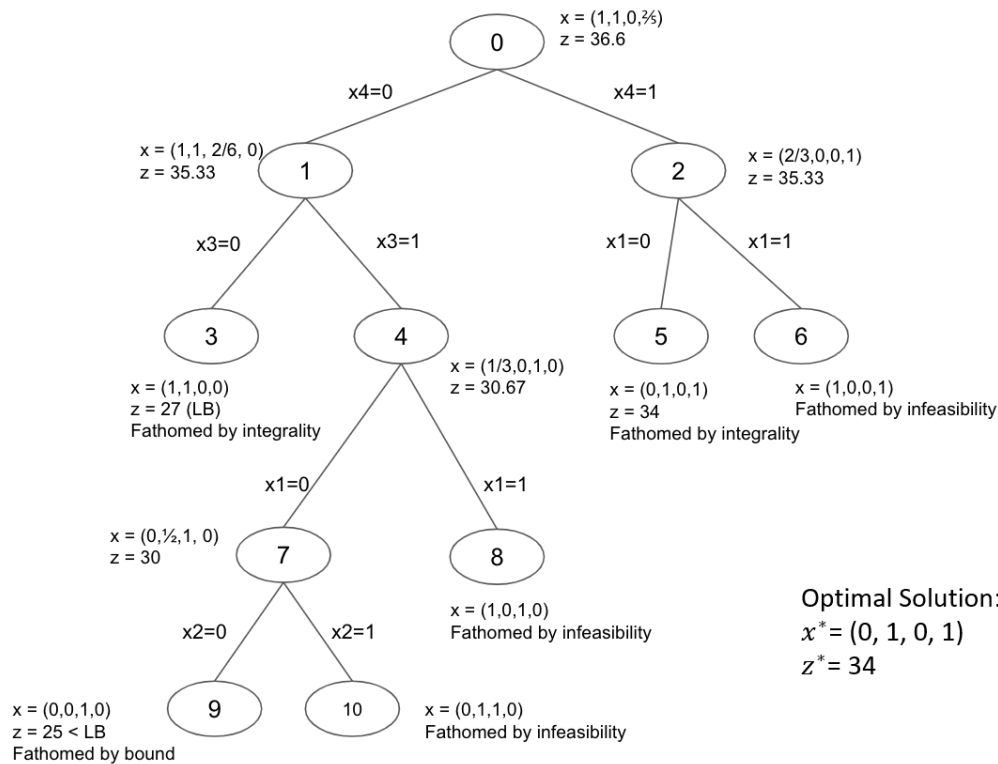 x = (1,1,0,⅖)
z = 36.6
0
x4=0
x4=1
x = (1,1, 2/6, 0)
z = 35.33
1
2
x = (2/3,0,0,1)
z = 35.33
x3=0
x3=1
x1=0
x1=1
3
4
5
6
x = (1,1,0,0)
z = 27 (LB)
Fathomed by integrality
x = (1/3,0,1,0)
z = 30.67
x = (0,1,0,1)
z = 34
Fathomed by integrality
x = (1,0,0,1)
Fathomed by infeasibility
x1=0
x1=1
x = (0,½,1, 0)
z = 30
7
8
x = (1,0,1,0)
Fathomed by infeasibility
x2=0
x2=1
9
10
x = (0,0,1,0)
z = 25 < LB
Fathomed by bound
x = (0,1,1,0)
Fathomed by infeasibility
Optimal Solution:
x*= (0, 1, 0, 1)
z*= 34